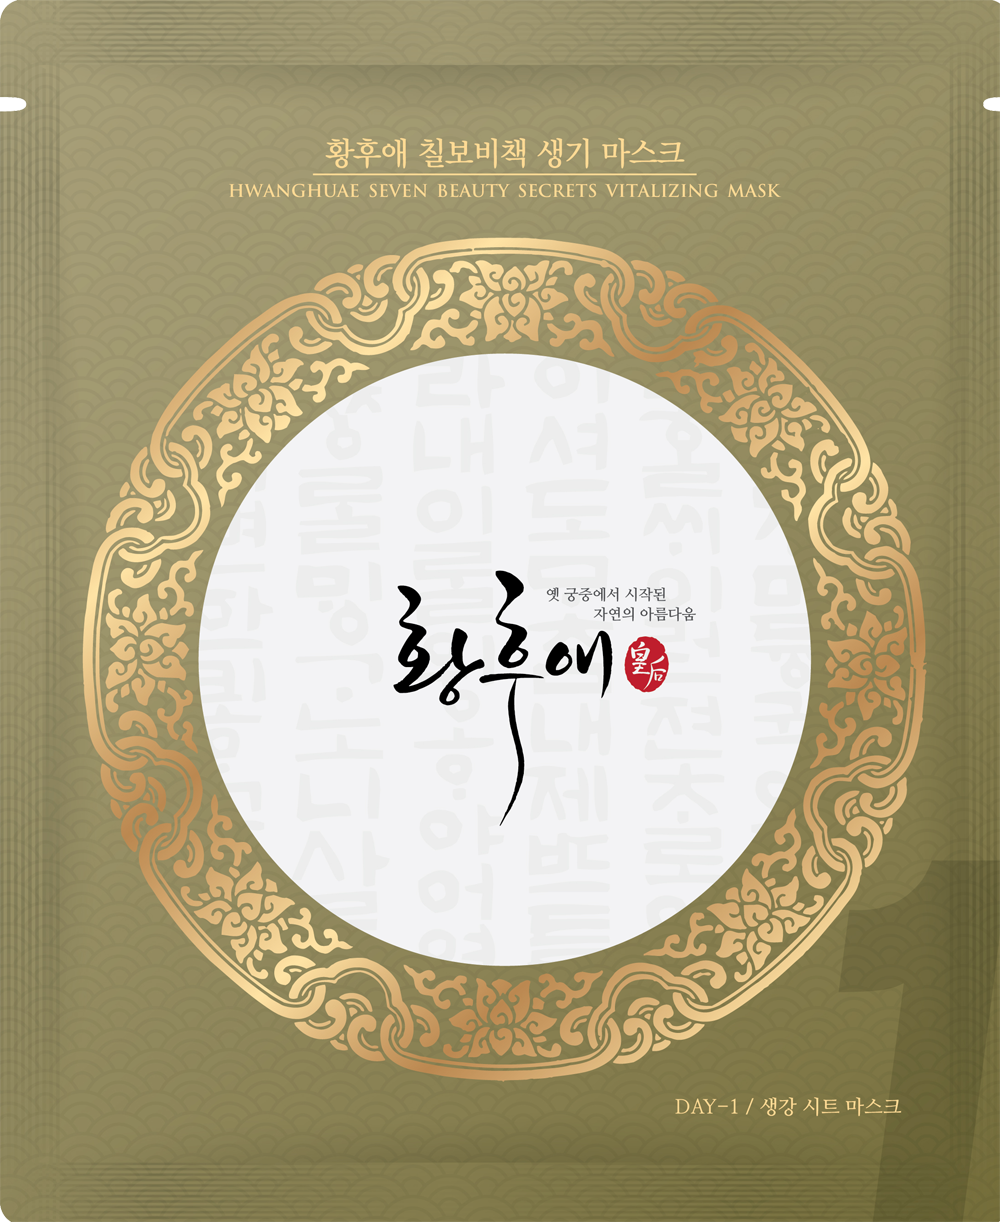 황후애 칠보비책 생기 마스크
HWANGHUAE SEVEN BEAUTY SECRETS VITALIZING MASK
옛 궁중에서 시작된
자연의 아름다움
황후애
皇后
DAY-1 / 생강 시트 마스크
1